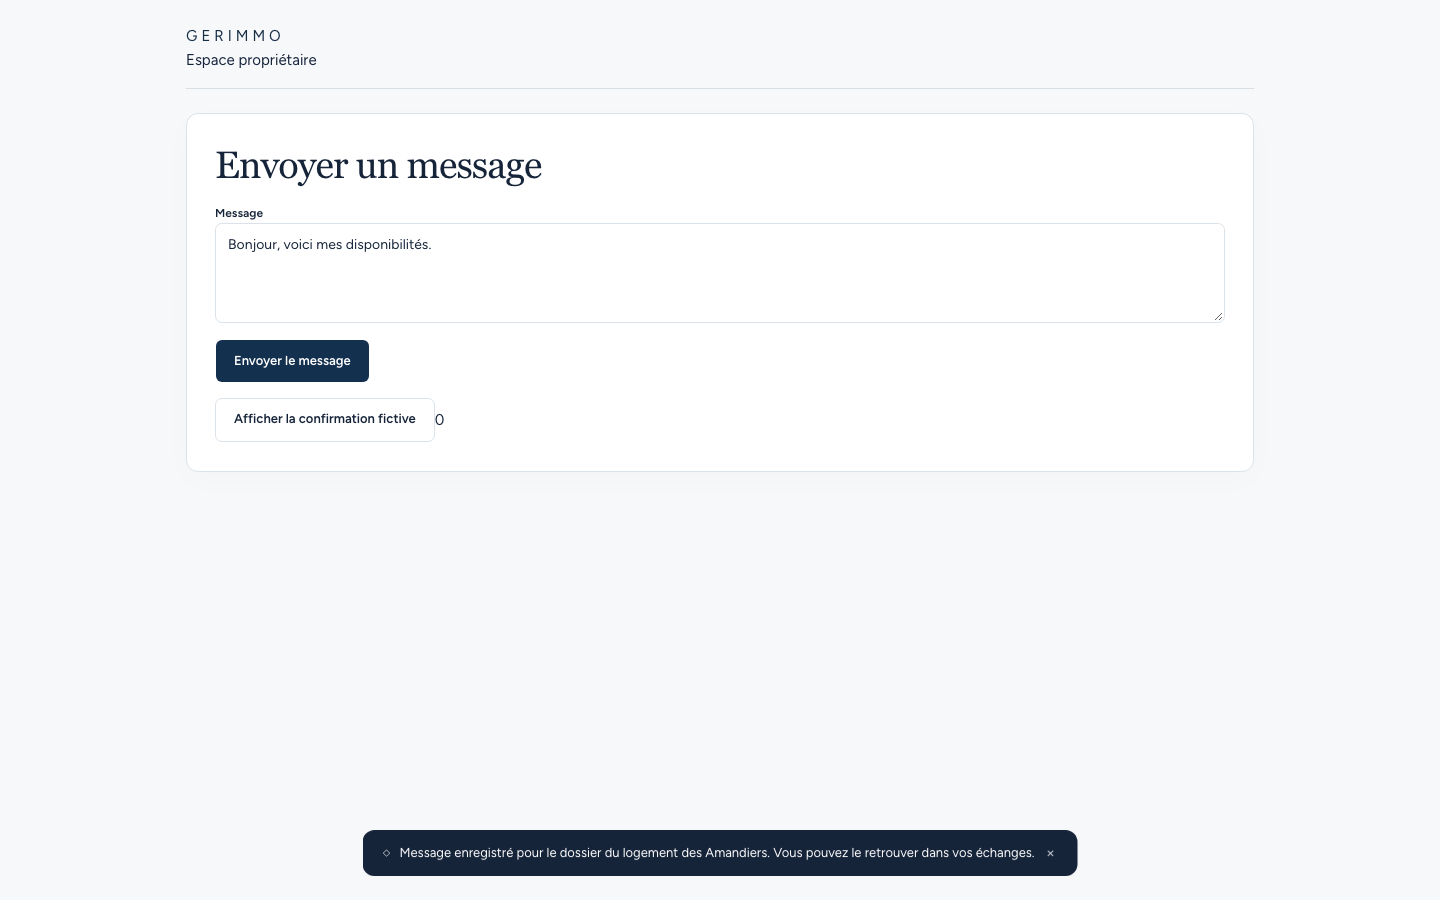 GERIMMO
Espace propriétaire
Envoyer un message
Message
Bonjour, voici mes disponibilités.
Envoyer le message
Afficher la confirmation fictive 0
◇ Message enregistré pour le dossier du logement des Amandiers. Vous pouvez le retrouver dans vos échanges. ×